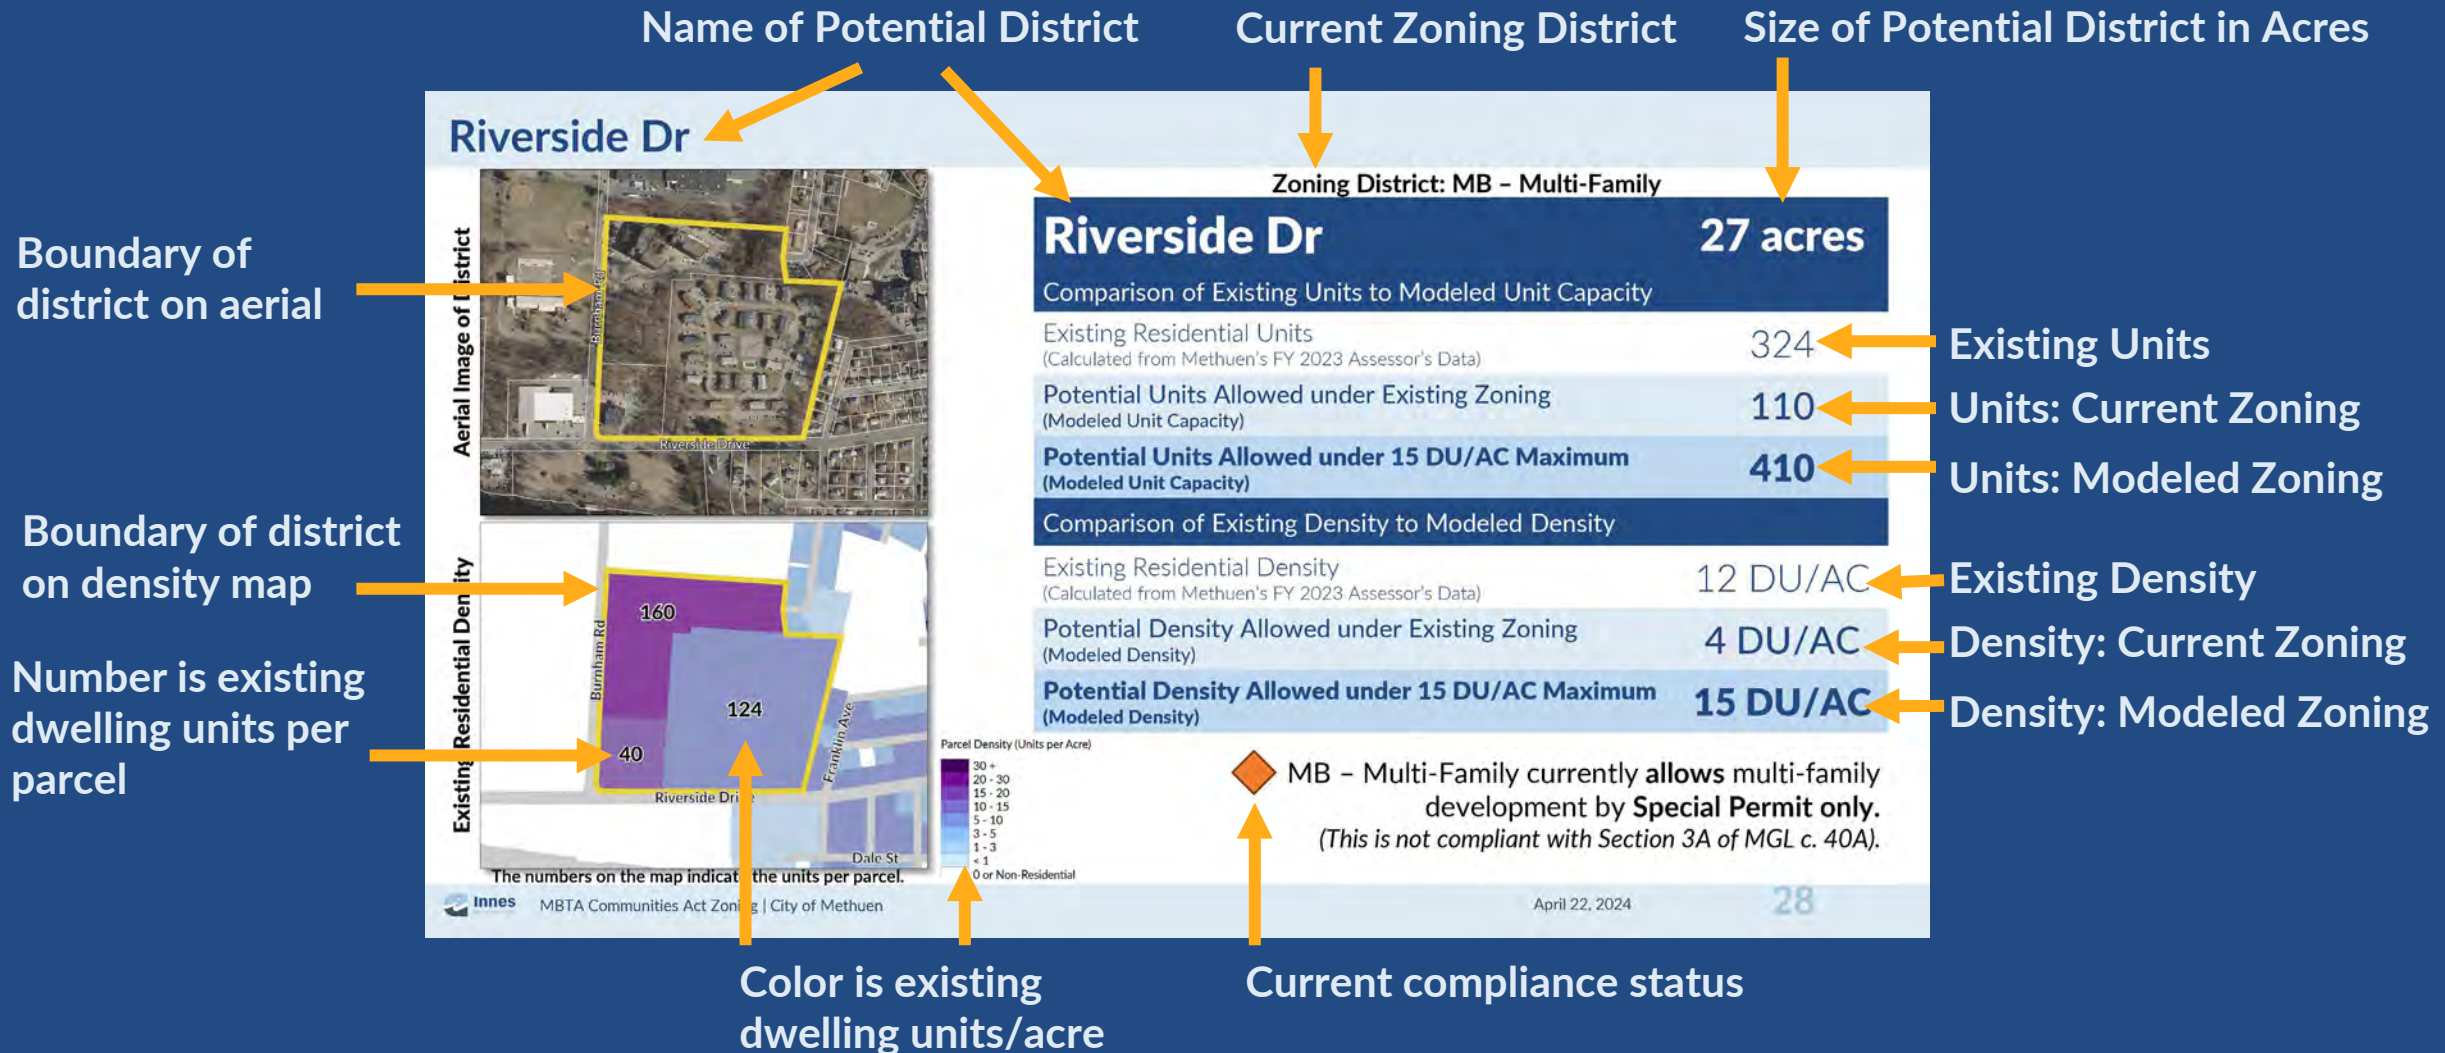 Name of Potential District
Current Zoning District
Size of Potential District in Acres
Riverside Dr
Boundary of
district on aerial
Boundary of district
on density map
Number is existing
dwelling units per
parcel
Aerial Image of District
Burnham Rd
Riverside Drive
Existing Residential Density
160
124
40
Burnham Rd
Franklin Ave
Riverside Drive
Dale St
The numbers on the map indicate the units per parcel.
Parcel Density (Units per Acre)
30 +
20 - 30
15 - 20
10 - 15
5 - 10
3 - 5
1 - 3
< 1
0 or Non-Residential
Zoning District: MB – Multi-Family
Riverside Dr 27 acres
Comparison of Existing Units to Modeled Unit Capacity
Existing Residential Units 324
(Calculated from Methuen's FY 2023 Assessor's Data)
Potential Units Allowed under Existing Zoning 110
(Modeled Unit Capacity)
Potential Units Allowed under 15 DU/AC Maximum 410
(Modeled Unit Capacity)
Comparison of Existing Density to Modeled Density
Existing Residential Density 12 DU/AC
(Calculated from Methuen's FY 2023 Assessor's Data)
Potential Density Allowed under Existing Zoning 4 DU/AC
(Modeled Density)
Potential Density Allowed under 15 DU/AC Maximum 15 DU/AC
(Modeled Density)
MB – Multi-Family currently allows multi-family
development by Special Permit only.
(This is not compliant with Section 3A of MGL c. 40A).
Existing Units
Units: Current Zoning
Units: Modeled Zoning
Existing Density
Density: Current Zoning
Density: Modeled Zoning
Innes
MBTA Communities Act Zoning | City of Methuen
April 22, 2024
28
Color is existing
dwelling units/acre
Current compliance status